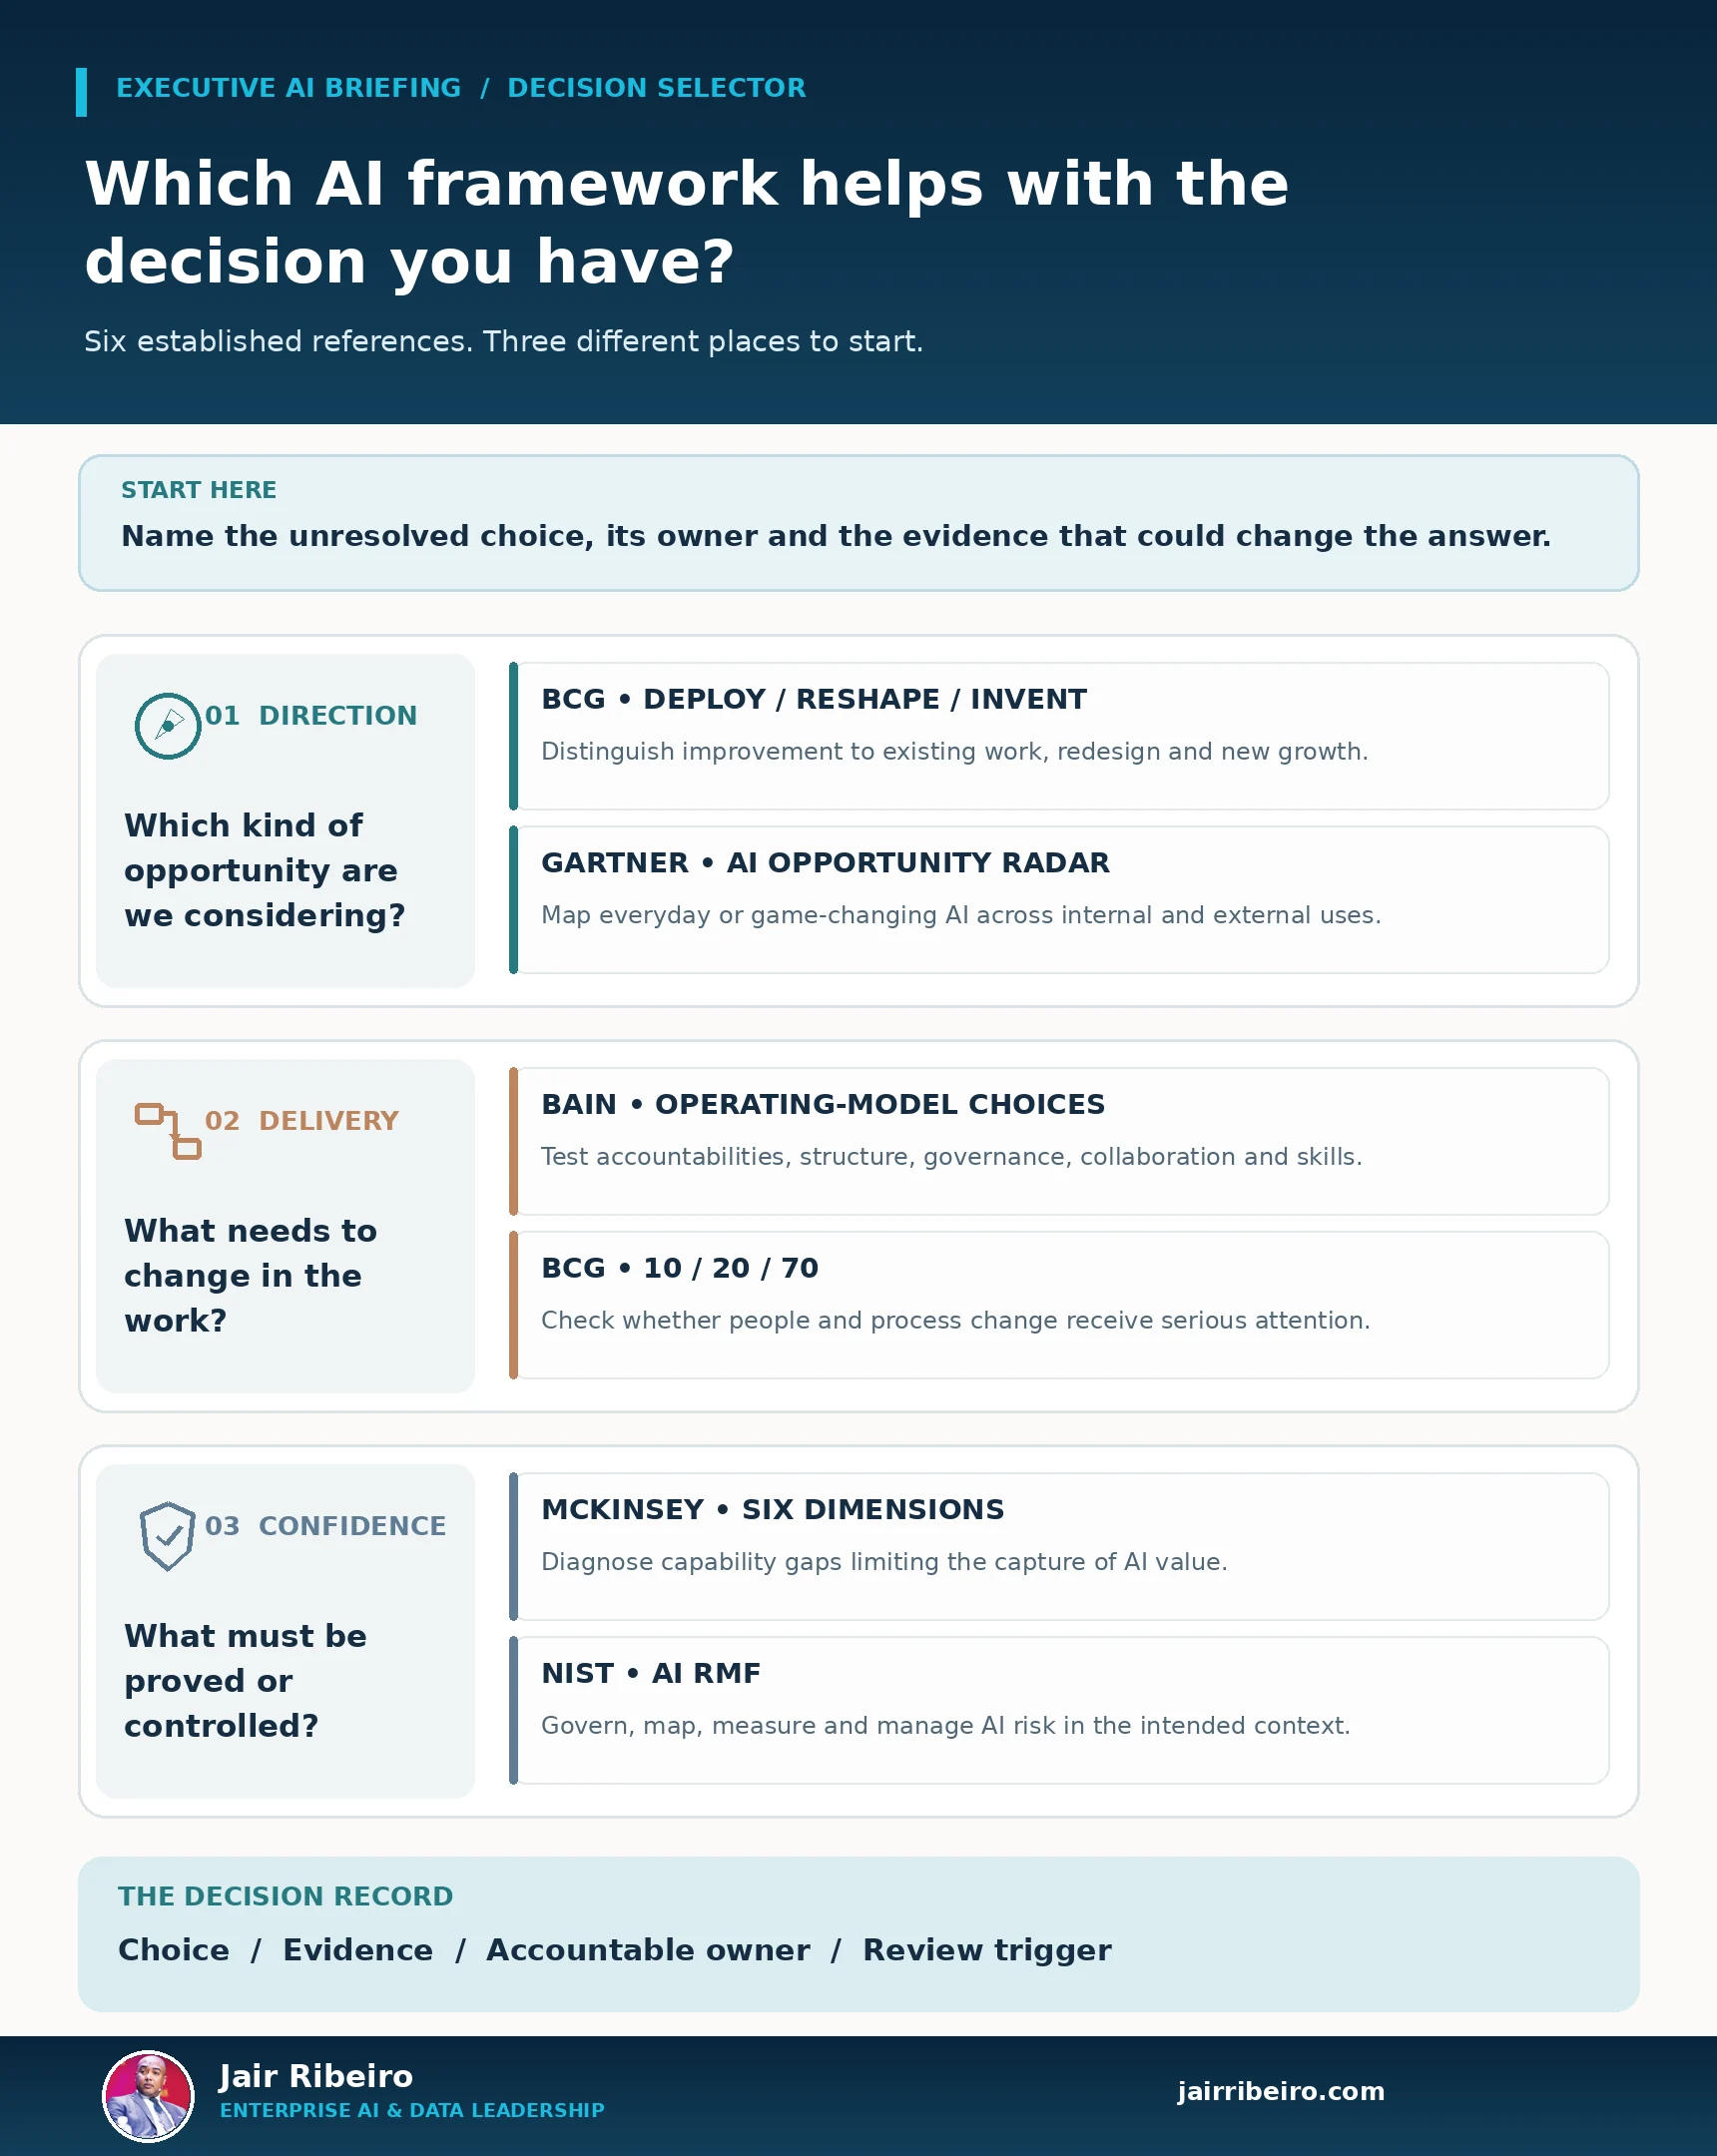 EXECUTIVE AI BRIEFING / DECISION SELECTOR
Which AI framework helps with the
decision you have?
Six established references. Three different places to start.
START HERE
Name the unresolved choice, its owner and the evidence that could change the answer.
01 DIRECTION
Which kind of
opportunity are
we considering?
BCG • DEPLOY / RESHAPE / INVENT
Distinguish improvement to existing work, redesign and new growth.
GARTNER • AI OPPORTUNITY RADAR
Map everyday or game-changing AI across internal and external uses.
02 DELIVERY
What needs to
change in the
work?
BAIN • OPERATING-MODEL CHOICES
Test accountabilities, structure, governance, collaboration and skills.
BCG • 10 / 20 / 70
Check whether people and process change receive serious attention.
03 CONFIDENCE
What must be
proved or
controlled?
MCKINSEY • SIX DIMENSIONS
Diagnose capability gaps limiting the capture of AI value.
NIST • AI RMF
Govern, map, measure and manage AI risk in the intended context.
THE DECISION RECORD
Choice / Evidence / Accountable owner / Review trigger
Jair Ribeiro
ENTERPRISE AI & DATA LEADERSHIP
jairribeiro.com